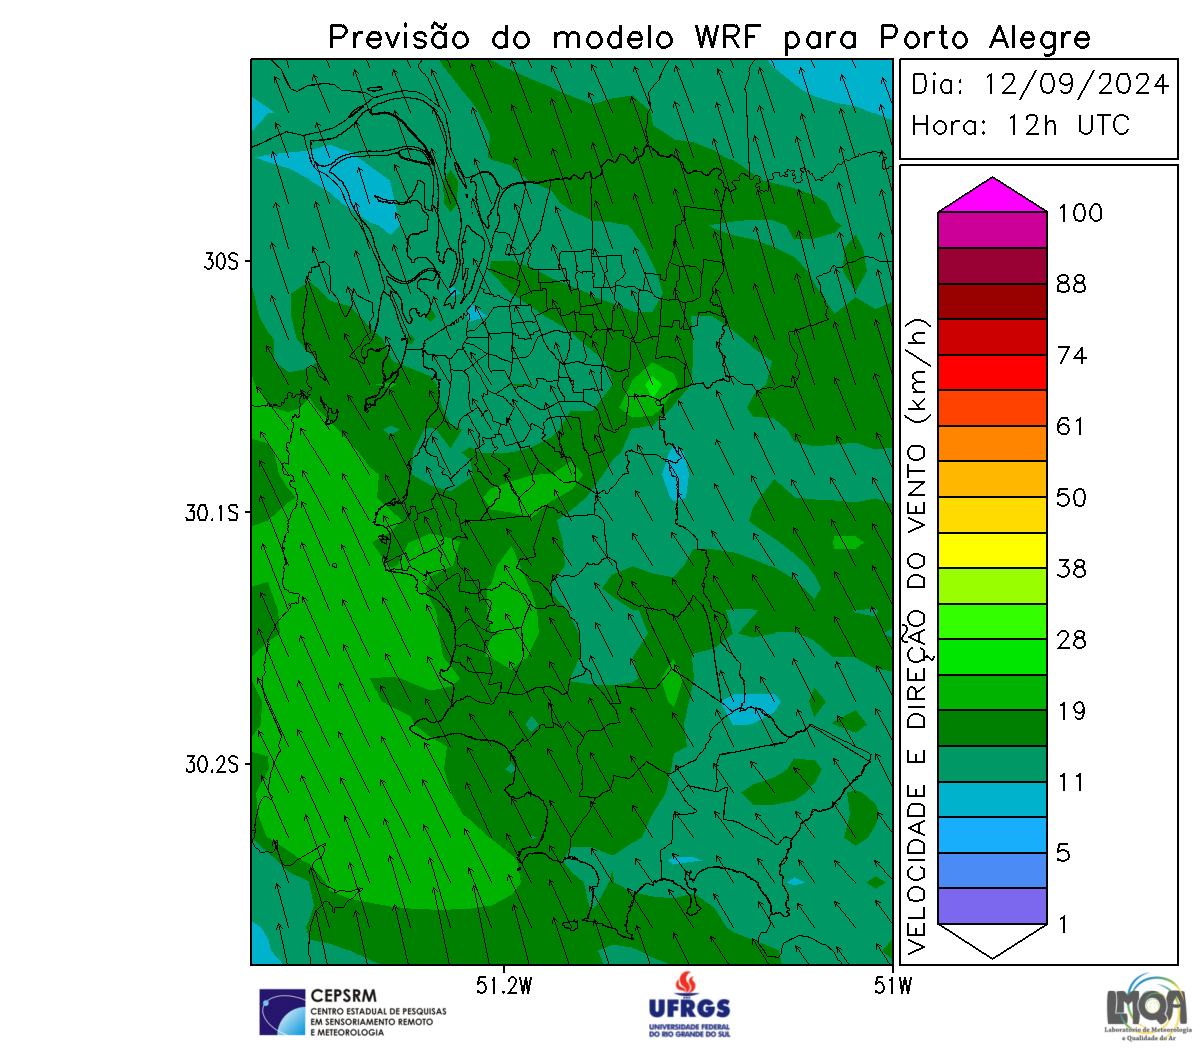 Previsão do modelo WRF para Porto Alegre
Dia: 12/09/2024
Hora: 12h UTC
30S
30.1S
30.2S
51.2W
51W
VELOCIDADE E DIREÇÃO DO VENTO (km/h)
100
88
74
61
50
38
28
19
11
5
1
CEPSRM
CENTRO ESTADUAL DE PESQUISAS
EM SENSORIAMENTO REMOTO
E METEOROLOGIA
UFRGS
UNIVERSIDADE FEDERAL
DO RIO GRANDE DO SUL
LMQA
Laboratório de Meteorologia
e Qualidade do Ar